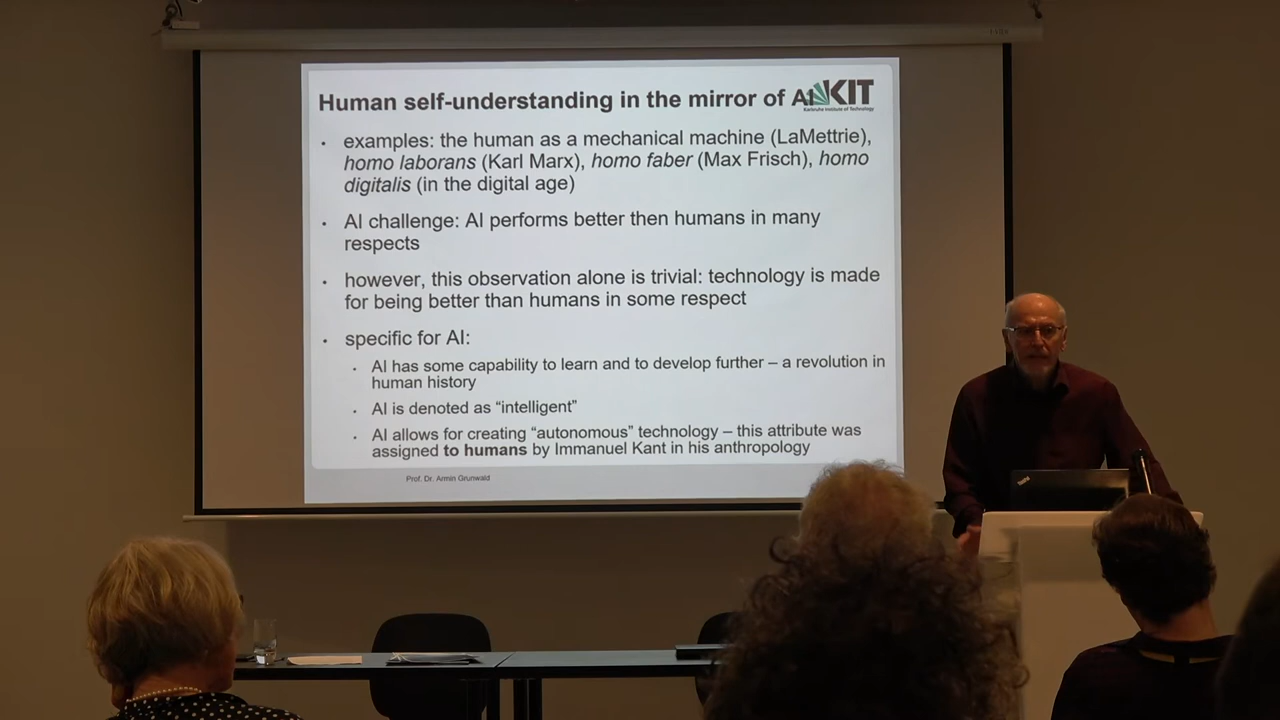 Human self-understanding in the mirror of AI
KIT
Karlsruhe Institute of Technology
examples: the human as a mechanical machine (LaMettrie),
homo laborans (Karl Marx), homo faber (Max Frisch), homo
digitalis (in the digital age)
AI challenge: AI performs better then humans in many
respects
however, this observation alone is trivial: technology is made
for being better than humans in some respect
specific for AI:
AI has some capability to learn and to develop further – a revolution in
human history
AI is denoted as “intelligent”
AI allows for creating “autonomous” technology – this attribute was
assigned to humans by Immanuel Kant in his anthropology
Prof. Dr. Armin Grunwald